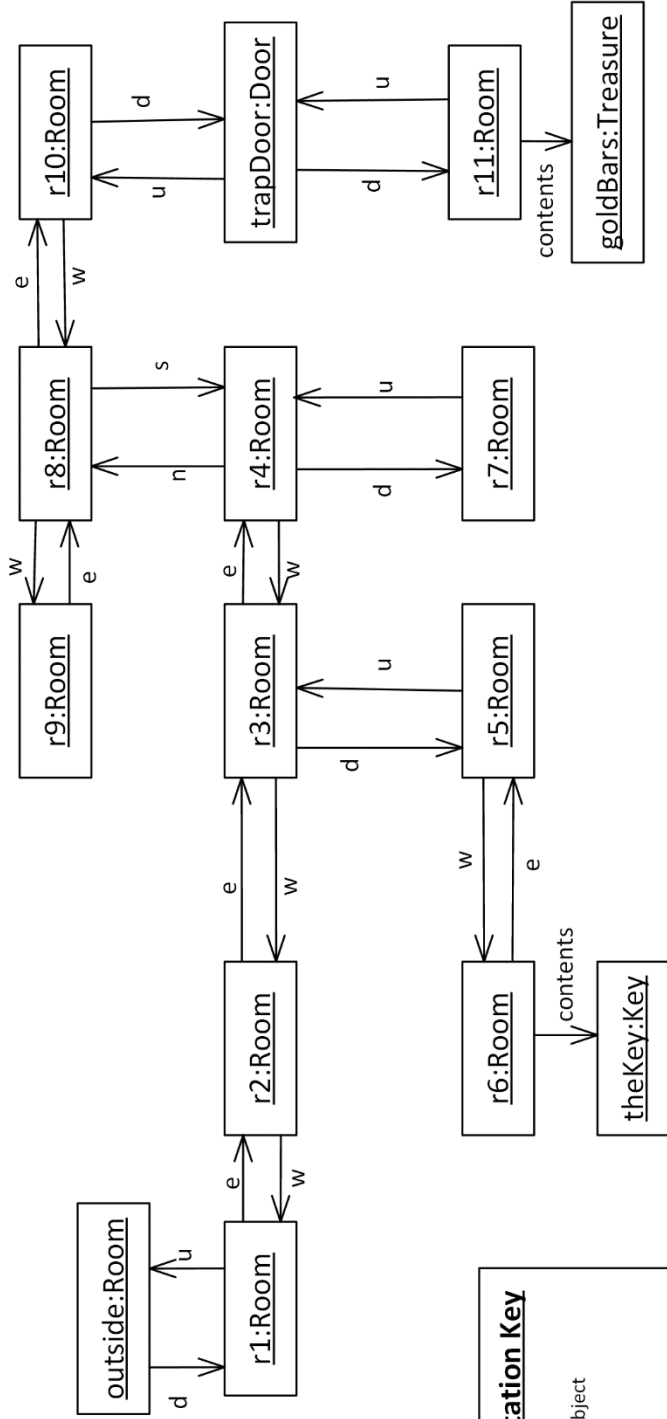 w
e
r9:Room
r8:Room
r10:Room
e
w
outside:Room
d
u
n
s
u
d
e
e
e
r1:Room
r2:Room
r3:Room
r4:Room
trapDoor:Door
w
w
w
d
u
d
u
d
u
w
r6:Room
r5:Room
r7:Room
r11:Room
ation Key
e
contents
contents
bject
theKey:Key
goldBars:Treasure